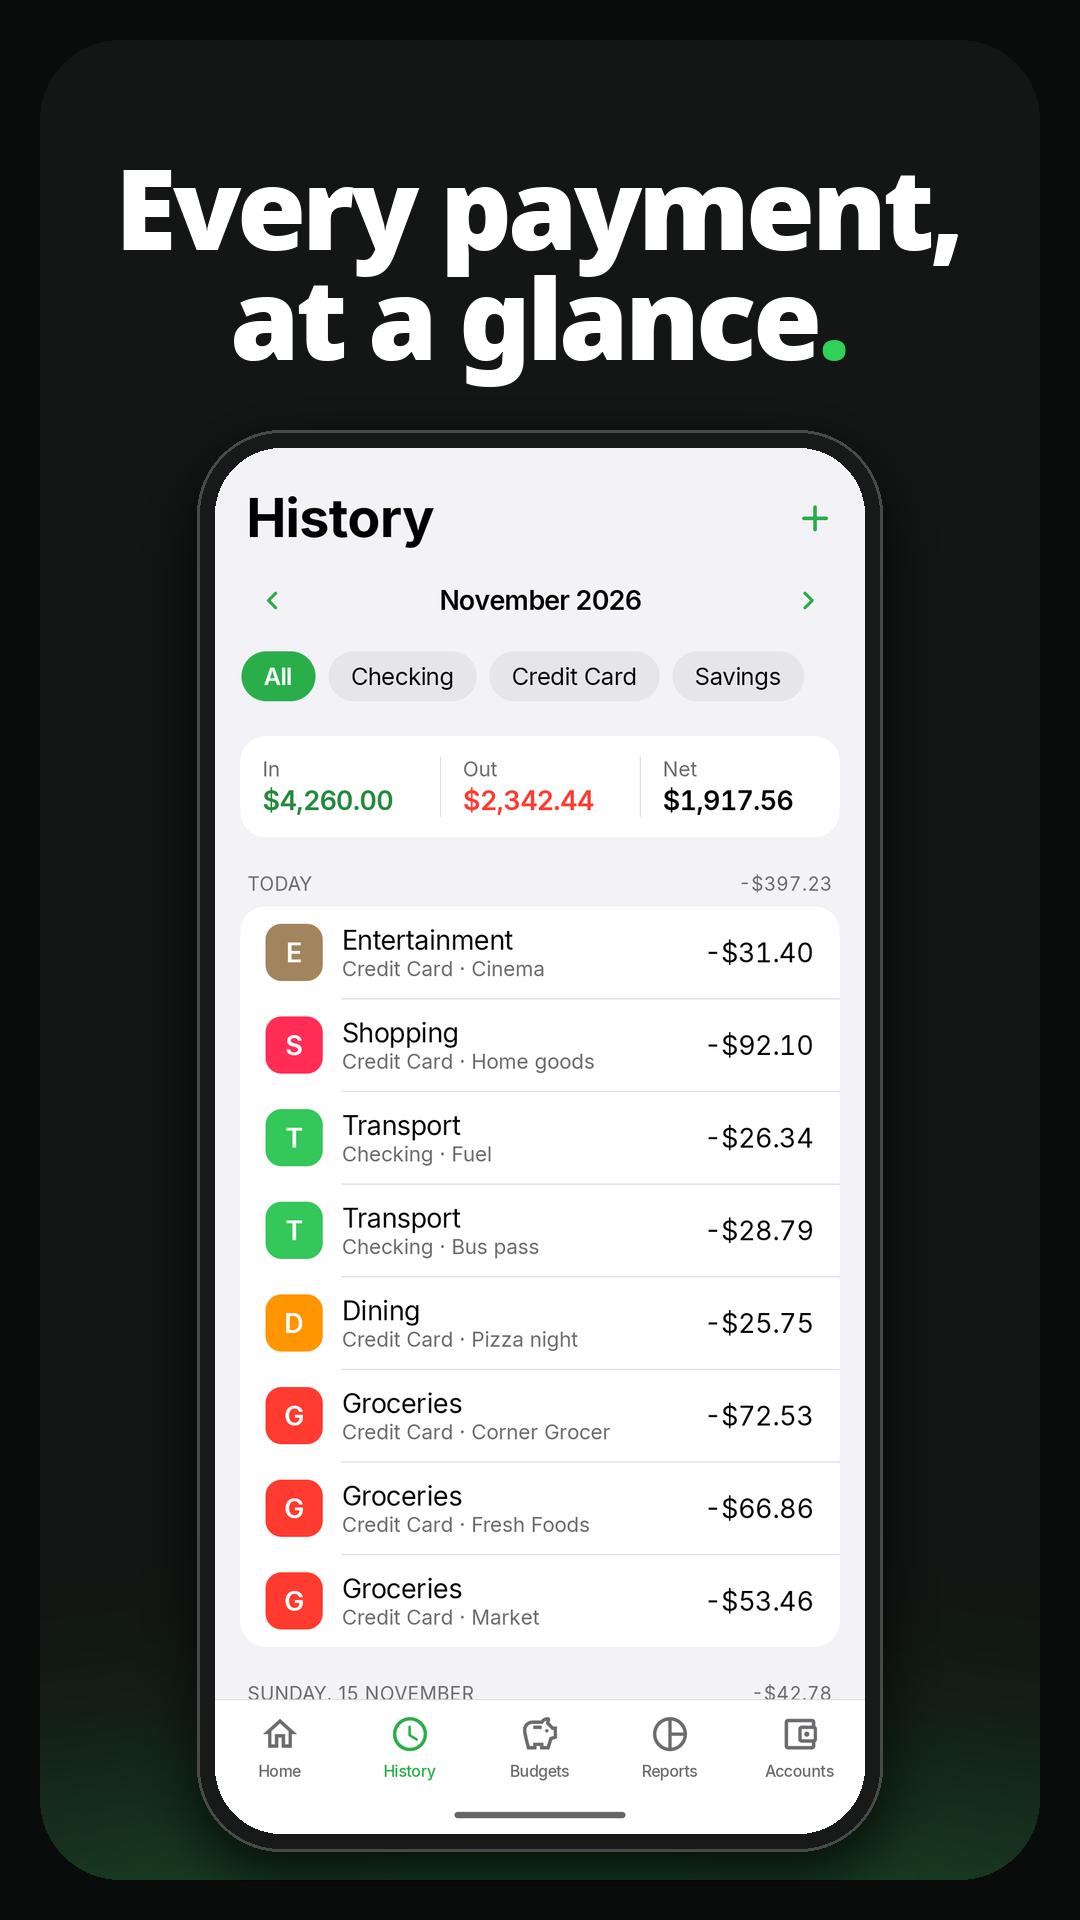 Every payment,
at a glance.
History
November 2026
All
Checking
Credit Card
Savings
In
$4,260.00
Out
$2,342.44
Net
$1,917.56
TODAY
-$397.23
E
Entertainment
Credit Card · Cinema
-$31.40
S
Shopping
Credit Card · Home goods
-$92.10
T
Transport
Checking · Fuel
-$26.34
T
Transport
Checking · Bus pass
-$28.79
D
Dining
Credit Card · Pizza night
-$25.75
G
Groceries
Credit Card · Corner Grocer
-$72.53
G
Groceries
Credit Card · Fresh Foods
-$66.86
G
Groceries
Credit Card · Market
-$53.46
SUNDAY, 15 NOVEMBER
-$42.78
Home
History
Budgets
Reports
Accounts